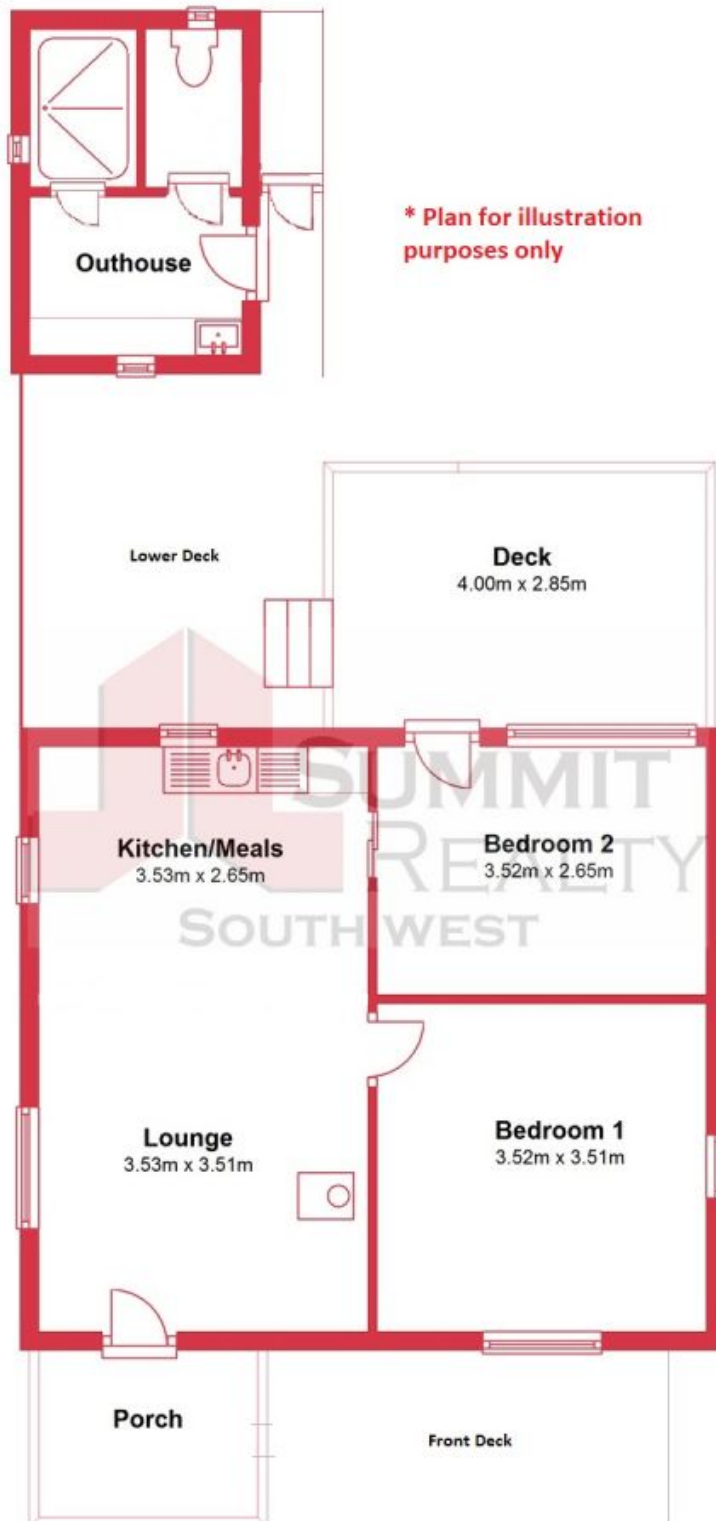 * Plan for illustration
purposes only
Outhouse
Lower Deck
Deck
4.00m x 2.85m
SUMMIT
REALTY
SOUTH WEST
Kitchen/Meals
3.53m x 2.65m
Bedroom 2
3.52m x 2.65m
Lounge
3.53m x 3.51m
Bedroom 1
3.52m x 3.51m
Porch
Front Deck